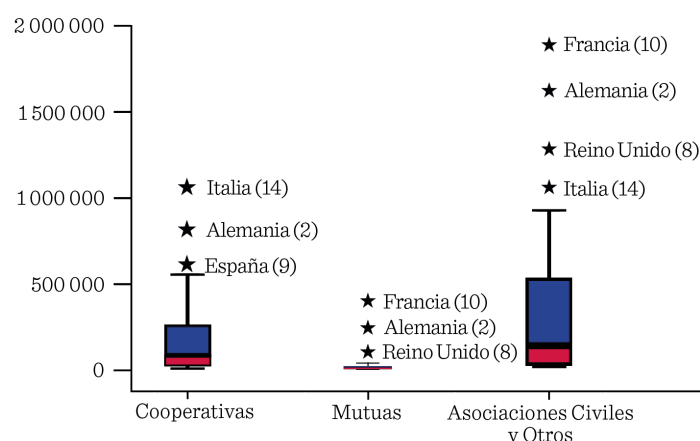 2 000 000
1 500 000
1 000 000
500 000
0
Francia (10)
Alemania (2)
Reino Unido (8)
Italia (14)
Italia (14)
Alemania (2)
España (9)
Francia (10)
Alemania (2)
Reino Unido (8)
Cooperativas
Mutuas
Asociaciones Civiles
y Otros